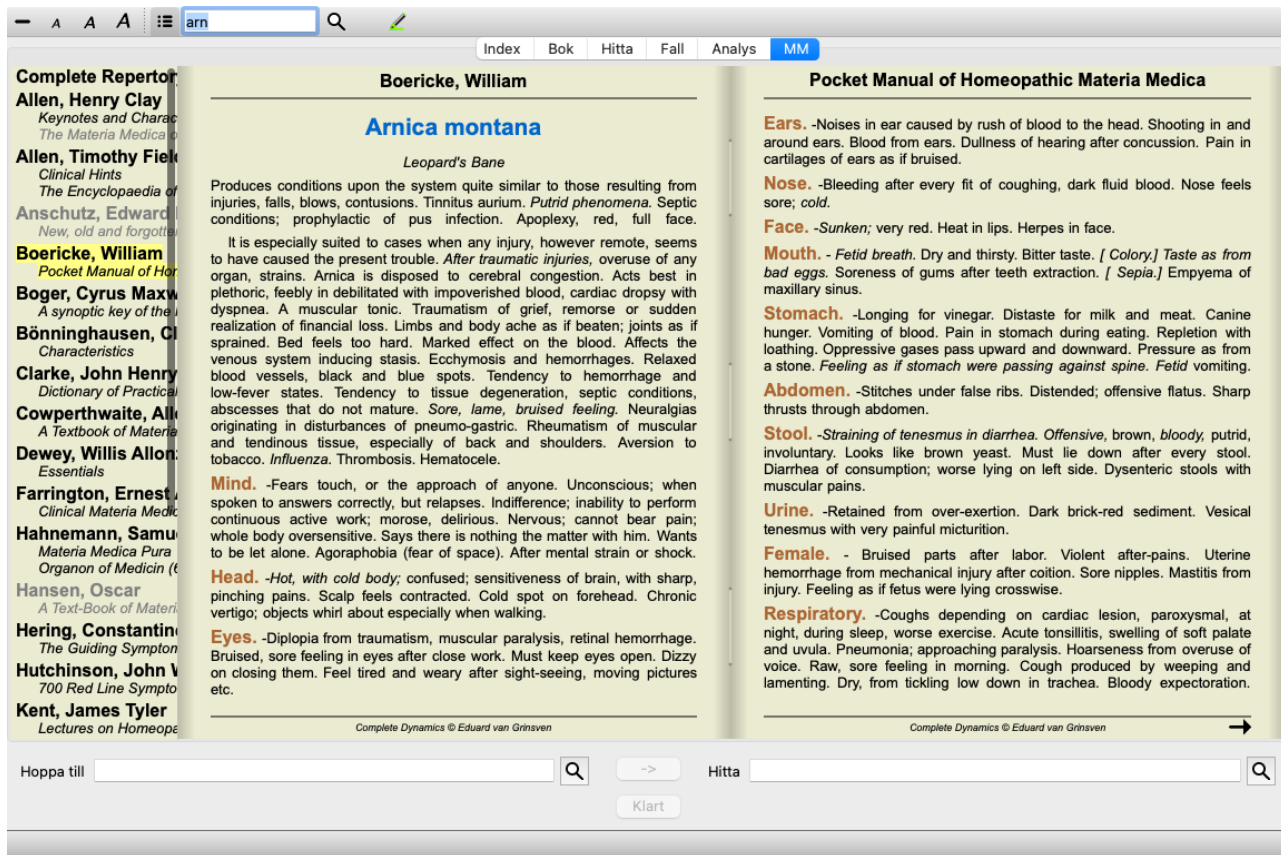 A A A arn
Index Bok Hitta Fall Analys MM
Complete Repertor
Allen, Henry Clay
Keynotes and Charac
The Materia Medica o
Allen, Timothy Fiel
Clinical Hints
The Encyclopaedia of
Anschutz, Edward
New, old and forgotte
Boericke, William
Pocket Manual of Hon
Boger, Cyrus Maxw
A synoptic key of the
Bönninghausen, Cl
Characteristics
Clarke, John Henry
Dictionary of Practical
Cowperthwaite, Alle
A Textbook of Materia
Dewey, Willis Allon
Essentials
Farrington, Ernest
Clinical Materia Medic
Hahnemann, Samu
Materia Medica Pura
Organon of Medicin (6
Hansen, Oscar
A Text-Book of Materi
Hering, Constantin
The Guiding Symptom
Hutchinson, John W
700 Red Line Sympto
Kent, James Tyler
Lectures on Homeopa
Boericke, William
Arnica montana
Leopard's Bane
Produces conditions upon the system quite similar to those resulting from
injuries, falls, blows, contusions. Tinnitus aurium. Putrid phenomena. Septic
conditions; prophylactic of pus infection. Apoplexy, red, full face.
It is especially suited to cases when any injury, however remote, seems
to have caused the present trouble. After traumatic injuries, overuse of any
organ, strains. Arnica is disposed to cerebral congestion. Acts best in
plethoric, feebly in debilitated with impoverished blood, cardiac dropsy with
dyspnea. A muscular tonic. Traumatism of grief, remorse or sudden
realization of financial loss. Limbs and body ache as if beaten; joints as if
sprained. Bed feels too hard. Marked effect on the blood. Affects the
venous system inducing stasis. Ecchymosis and hemorrhages. Relaxed
blood vessels, black and blue spots. Tendency to hemorrhage and
low-fever states. Tendency to tissue degeneration, septic conditions,
abscesses that do not mature. Sore, lame, bruised feeling. Neuralgias
originating in disturbances of pneumo-gastric. Rheumatism of muscular
and tendinous tissue, especially of back and shoulders. Aversion to
tobacco. Influenza. Thrombosis. Hematocele.
Mind. -Fears touch, or the approach of anyone. Unconscious; when
spoken to answers correctly, but relapses. Indifference; inability to perform
continuous active work; morose, delirious. Nervous; cannot bear pain;
whole body oversensitive. Says there is nothing the matter with him. Wants
to be let alone. Agoraphobia (fear of space). After mental strain or shock.
Head. -Hot, with cold body; confused; sensitiveness of brain, with sharp,
pinching pains. Scalp feels contracted. Cold spot on forehead. Chronic
vertigo; objects whirl about especially when walking.
Eyes. -Diplopia from traumatism, muscular paralysis, retinal hemorrhage.
Bruised, sore feeling in eyes after close work. Must keep eyes open. Dizzy
on closing them. Feel tired and weary after sight-seeing, moving pictures
etc.
Complete Dynamics © Eduard van Grinsven
Pocket Manual of Homeopathic Materia Medica
Ears. -Noises in ear caused by rush of blood to the head. Shooting in and
around ears. Blood from ears. Dullness of hearing after concussion. Pain in
cartilages of ears as if bruised.
Nose. -Bleeding after every fit of coughing, dark fluid blood. Nose feels
sore; cold.
Face. -Sunken; very red. Heat in lips. Herpes in face.
Mouth. - Fetid breath. Dry and thirsty. Bitter taste. [ Colory.] Taste as from
bad eggs. Soreness of gums after teeth extraction. [ Sepia.] Empyema of
maxillary sinus.
Stomach. -Longing for vinegar. Distaste for milk and meat. Canine
hunger. Vomiting of blood. Pain in stomach during eating. Repletion with
loathing. Oppressive gases pass upward and downward. Pressure as from
a stone. Feeling as if stomach were passing against spine. Fetid vomiting.
Abdomen. -Stitches under false ribs. Distended; offensive flatus. Sharp
thrusts through abdomen.
Stool. -Straining of tenesmus in diarrhea. Offensive, brown, bloody, putrid,
involuntary. Looks like brown yeast. Must lie down after every stool.
Diarrhea of consumption; worse lying on left side. Dysenteric stools with
muscular pains.
Urine. -Retained from over-exertion. Dark brick-red sediment. Vesical
tenesmus with very painful micturition.
Female. - Bruised parts after labor. Violent after-pains. Uterine
hemorrhage from mechanical injury after coition. Sore nipples. Mastitis from
injury. Feeling as if fetus were lying crosswise.
Respiratory. -Coughs depending on cardiac lesion, paroxysmal, at
night, during sleep, worse exercise. Acute tonsillitis, swelling of soft palate
and uvula. Pneumonia; approaching paralysis. Hoarseness from overuse of
voice. Raw, sore feeling in morning. Cough produced by weeping and
lamenting. Dry, from tickling low down in trachea. Bloody expectoration.
Complete Dynamics © Eduard van Grinsven
Hoppa till -> Hitta
Klart